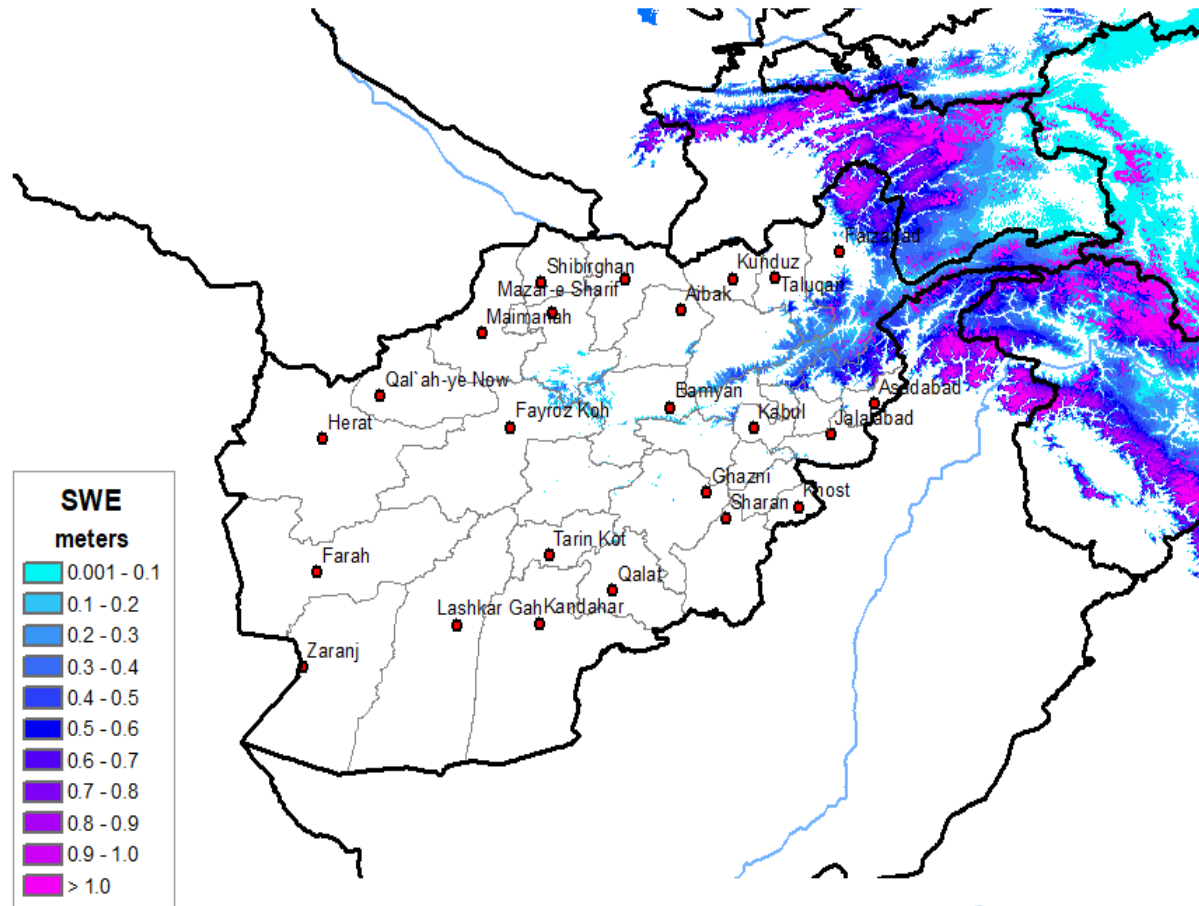 Faizabad
Kunduz
Shibirghan
Taluqan
Mazar-e Sharif
Aibak
Maimanah
Qal`ah-ye Now
Bamyan
Asadabad
Fayroz Koh
Kabul
Herat
Jalalabad
Ghazni
Khost
Sharan
Tarin Kot
Farah
Qalat
Lashkar Gah
Kandahar
Zaranj
SWE
meters
0.001 - 0.1
0.1 - 0.2
0.2 - 0.3
0.3 - 0.4
0.4 - 0.5
0.5 - 0.6
0.6 - 0.7
0.7 - 0.8
0.8 - 0.9
0.9 - 1.0
> 1.0